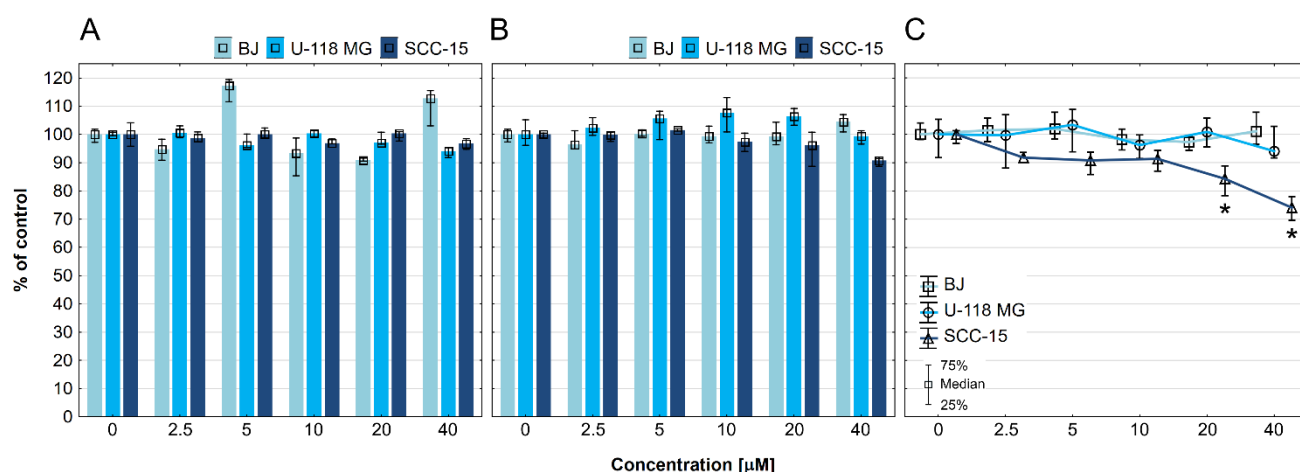 A
B
C
BJ U-118 MG SCC-15
BJ U-118 MG SCC-15
% of control
120
110
100
90
80
70
60
50
40
30
20
10
0
*
*
BJ
U-118 MG
SCC-15
75%
Median
25%
0 2.5 5 10 20 40
0 2.5 5 10 20 40
0 2.5 5 10 20 40
Concentration [µM]